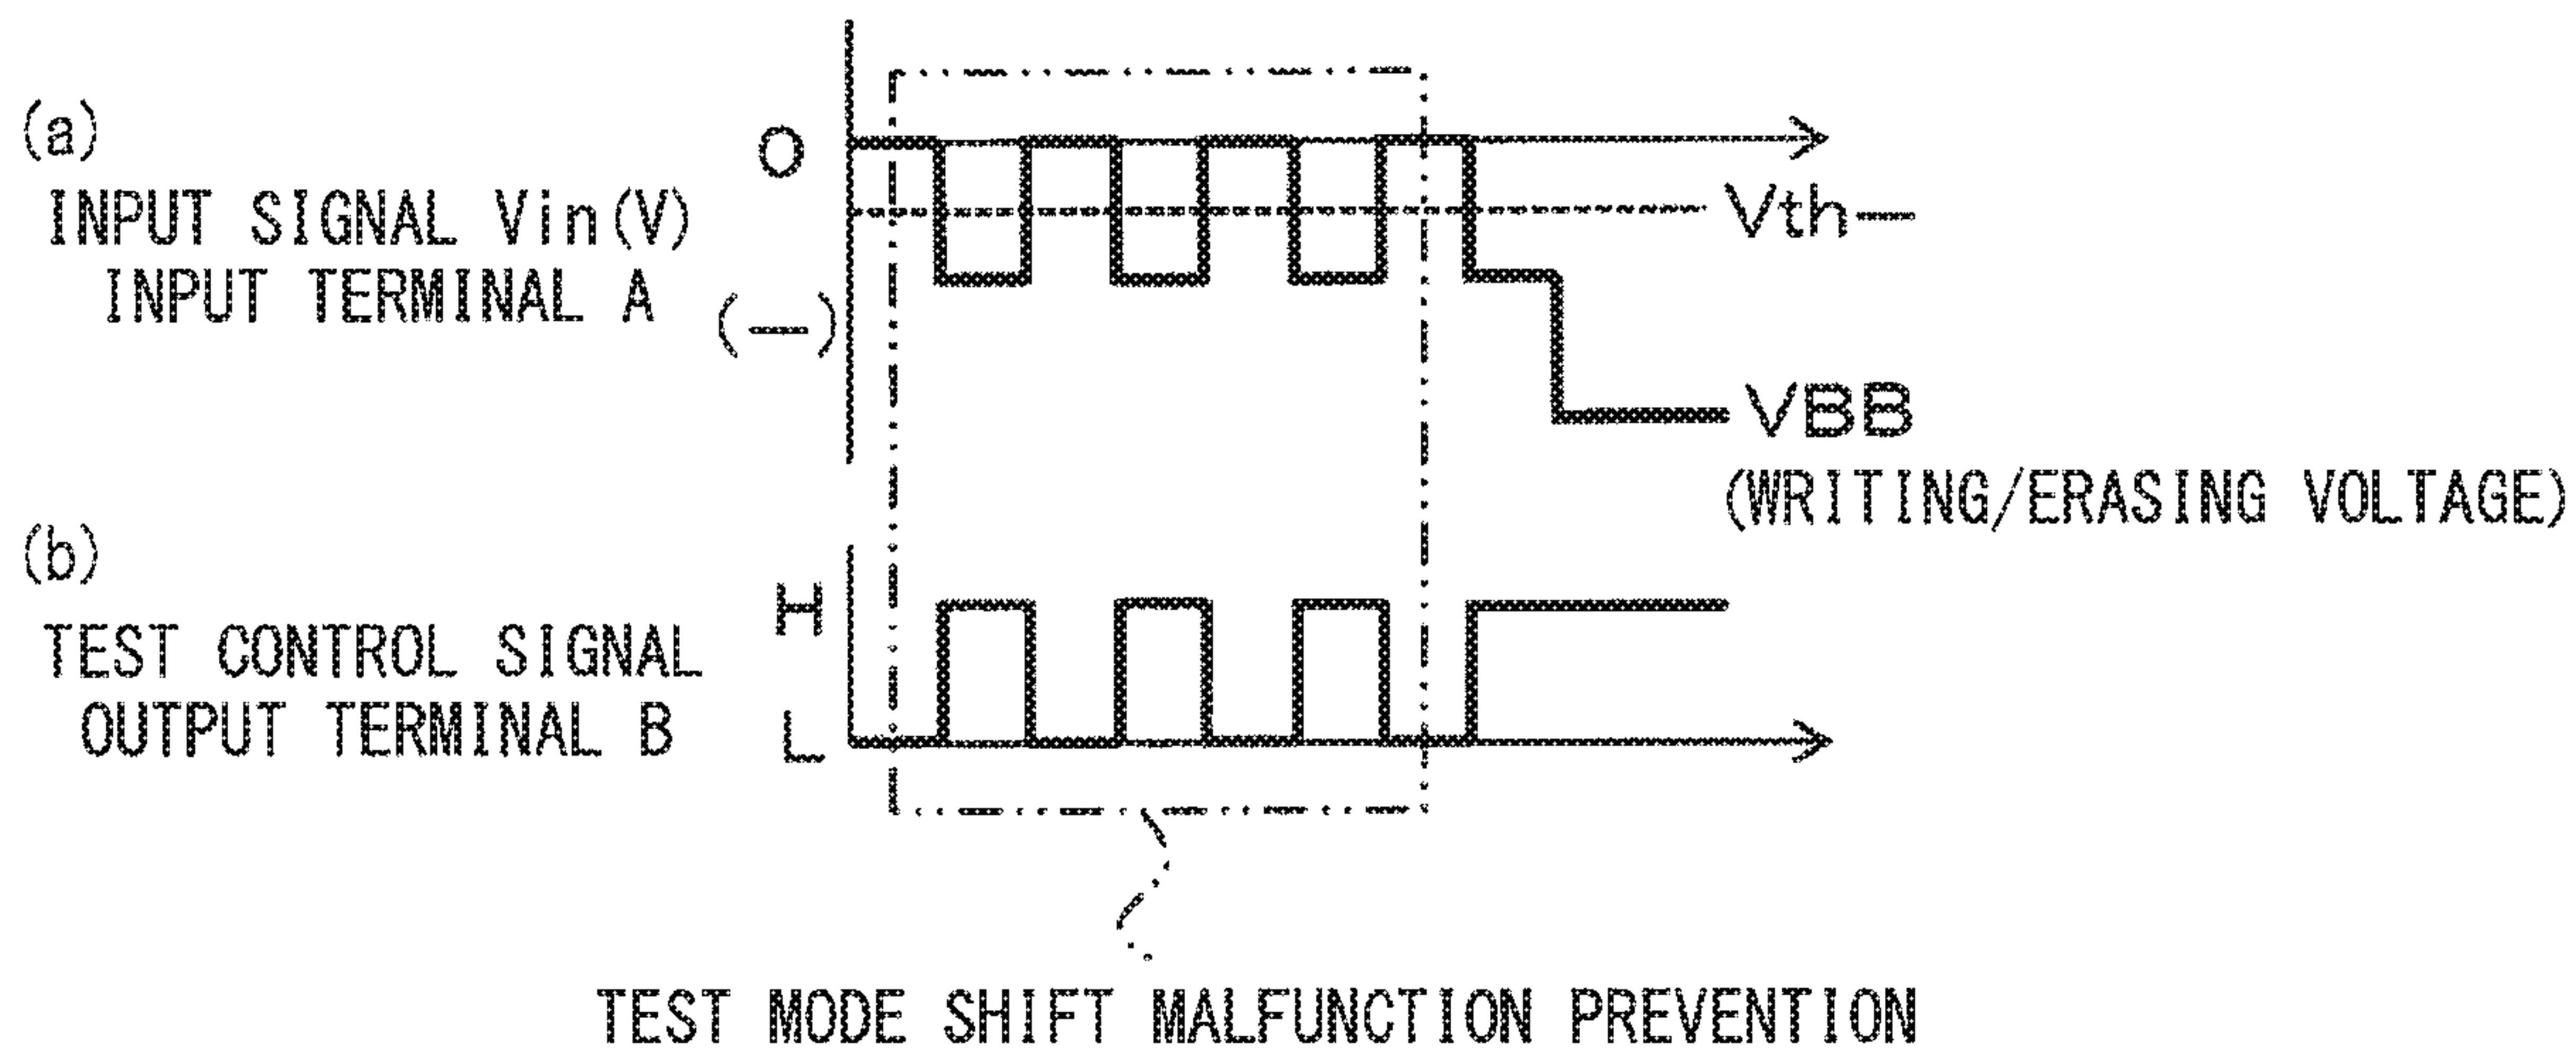 (a)
INPUT SIGNAL Vin(V)
INPUT TERMINAL A
0
(—)
Vth—
VBB
(WRITING/ERASING VOLTAGE)
(b)
TEST CONTROL SIGNAL
OUTPUT TERMINAL B
H
L
TEST MODE SHIFT MALFUNCTION PREVENTION